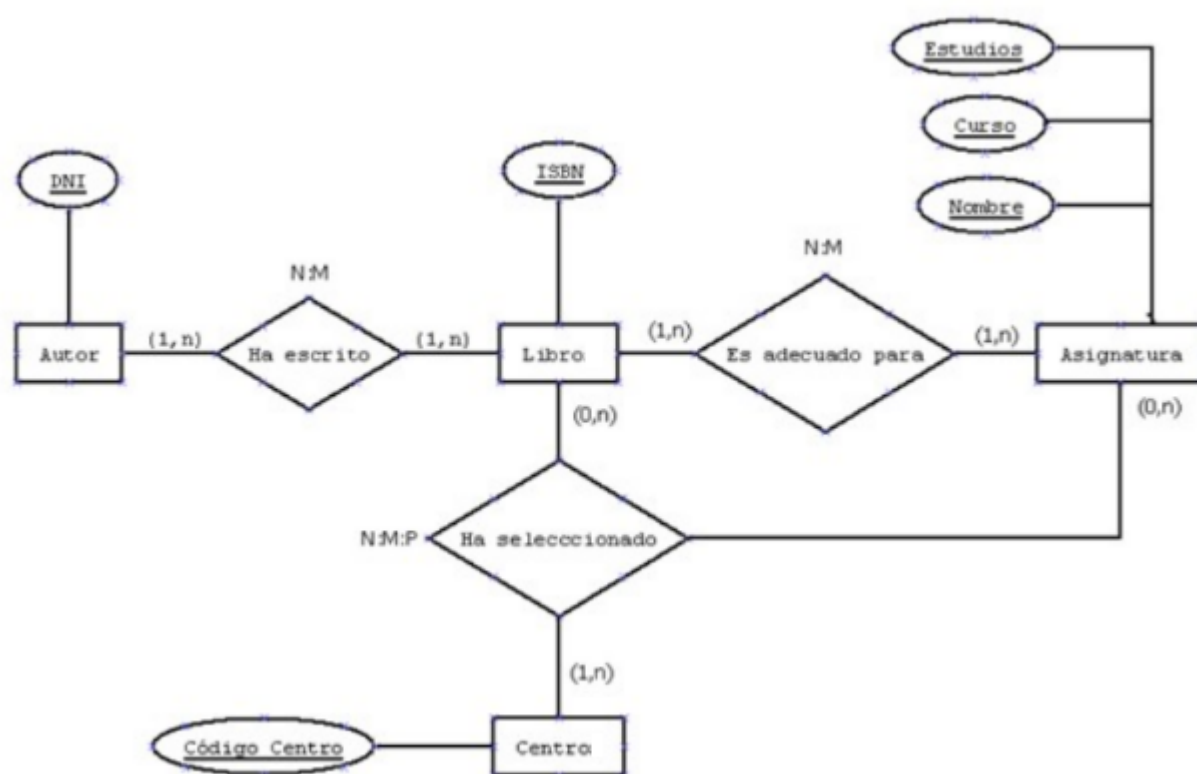 Estudios
Curso
DNI
ISBN
Nombre
N:M
N:M
Autor
(1,n)
Ha escrito
(1,n)
Libro
(1,n)
Es adecuado para
(1,n)
Asignatura
(0,n)
(0,n)
N:M:P
Ha selecccionado
(1,n)
Código Centro
Centro